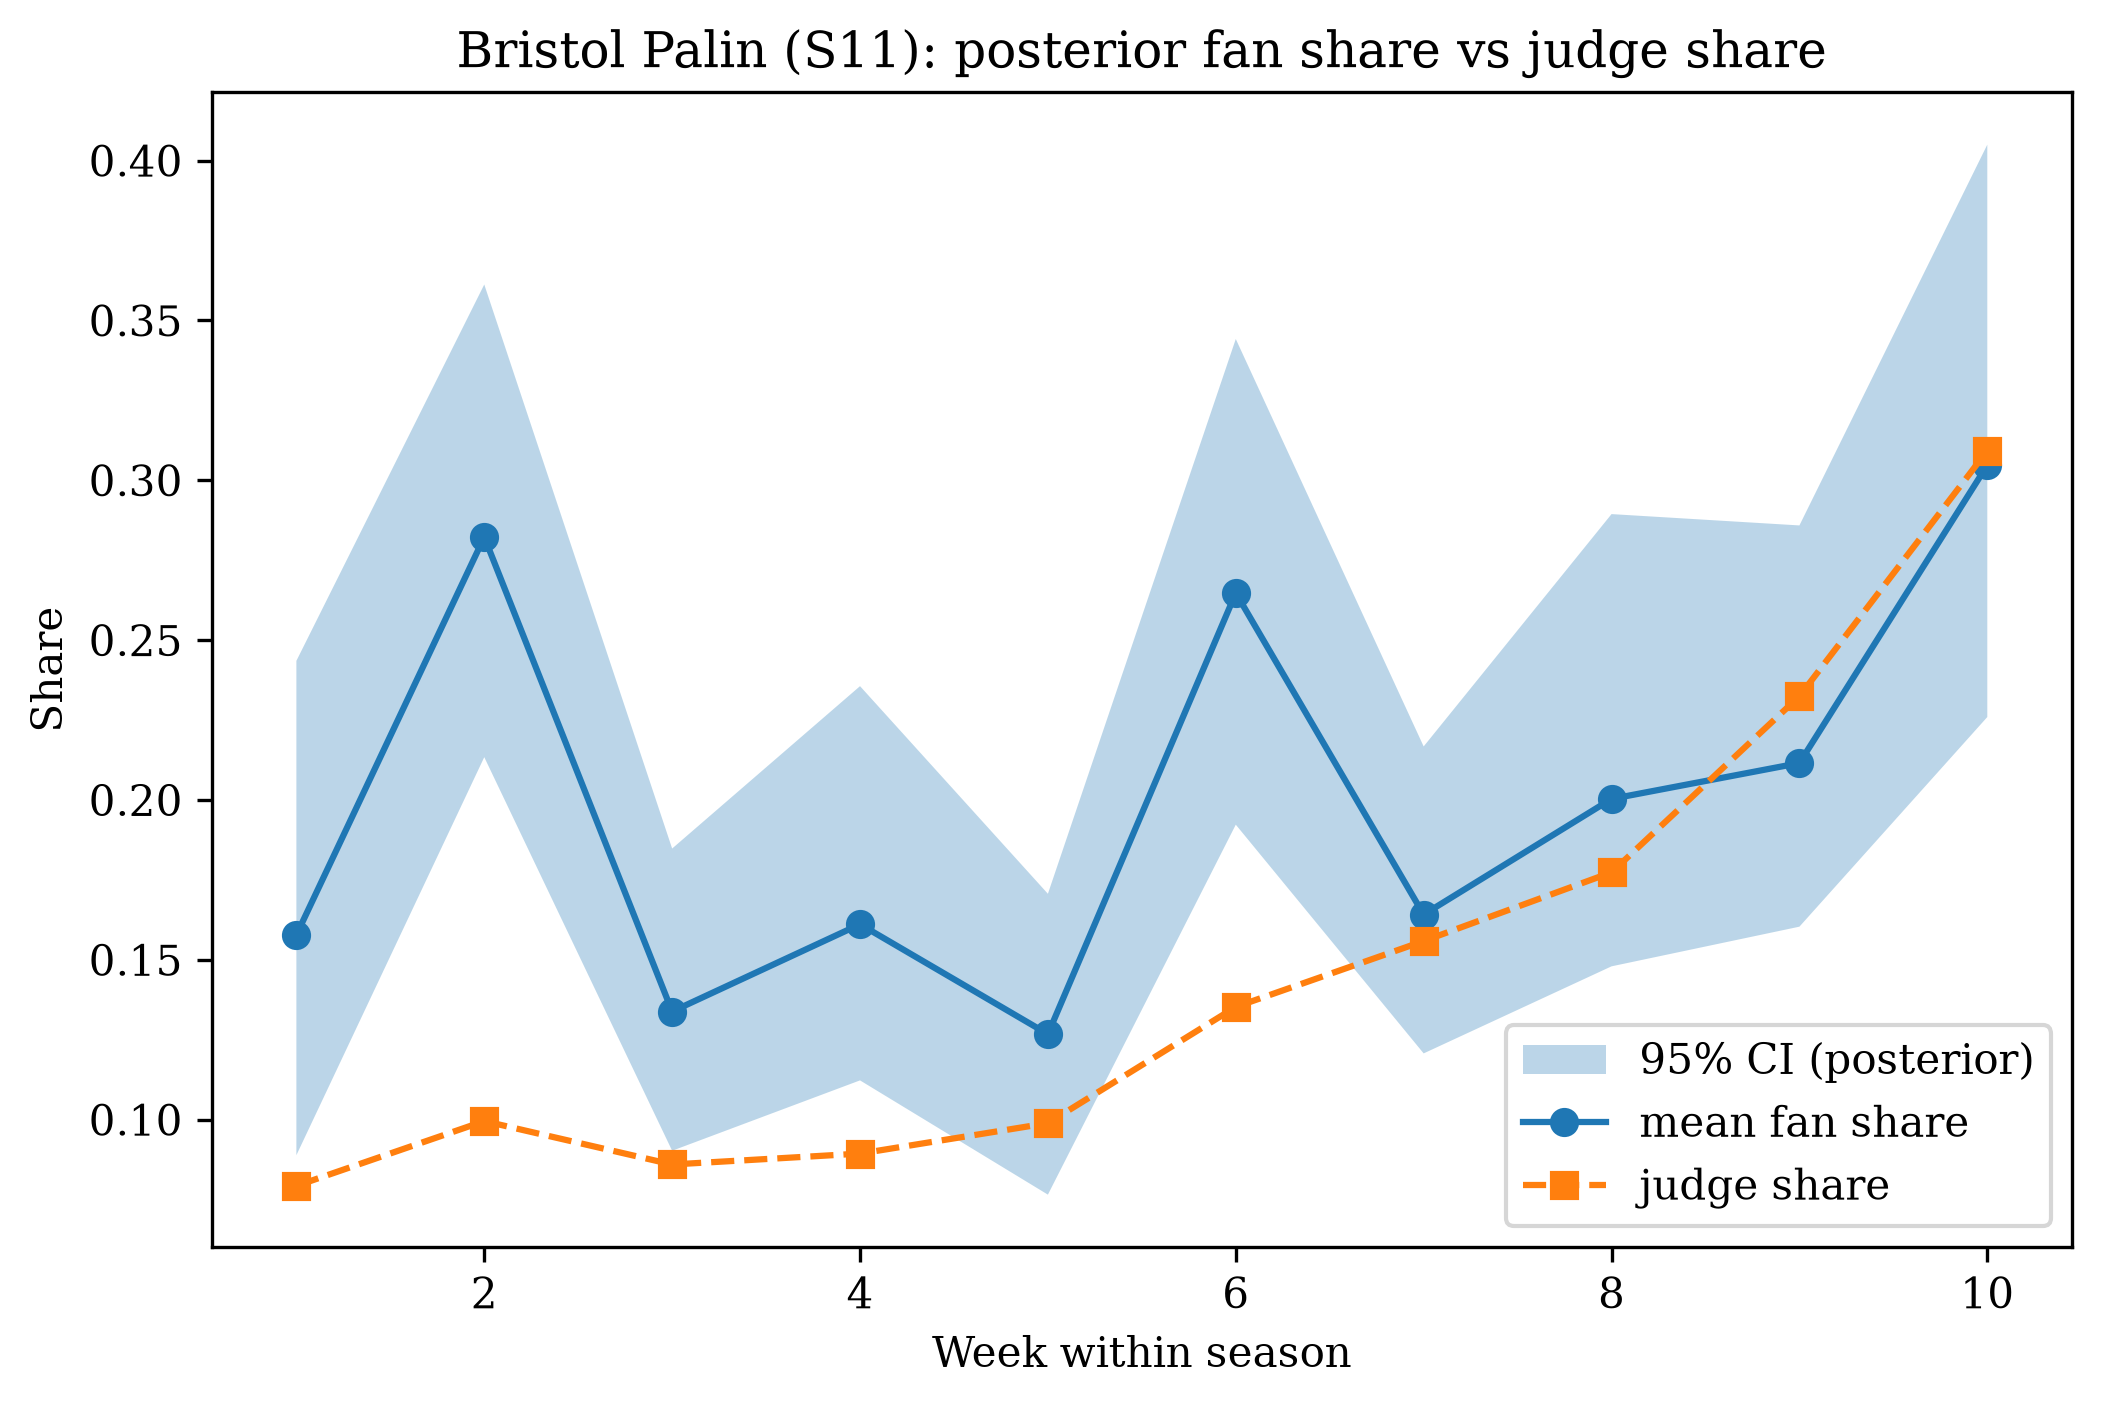 Bristol Palin (S11): posterior fan share vs judge share
0.40
0.35
0.30
0.25
0.20
0.15
0.10
Share
2 4 6 8 10
Week within season
95% CI (posterior)
mean fan share
judge share